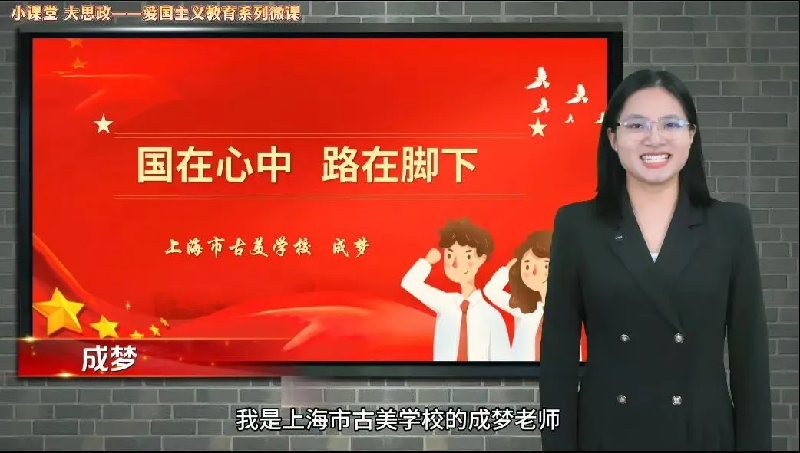 小课堂 大思政——爱国主义教育系列微课
国在心中 路在脚下
上海市古美学校 成梦
成梦
我是上海市古美学校的成梦老师